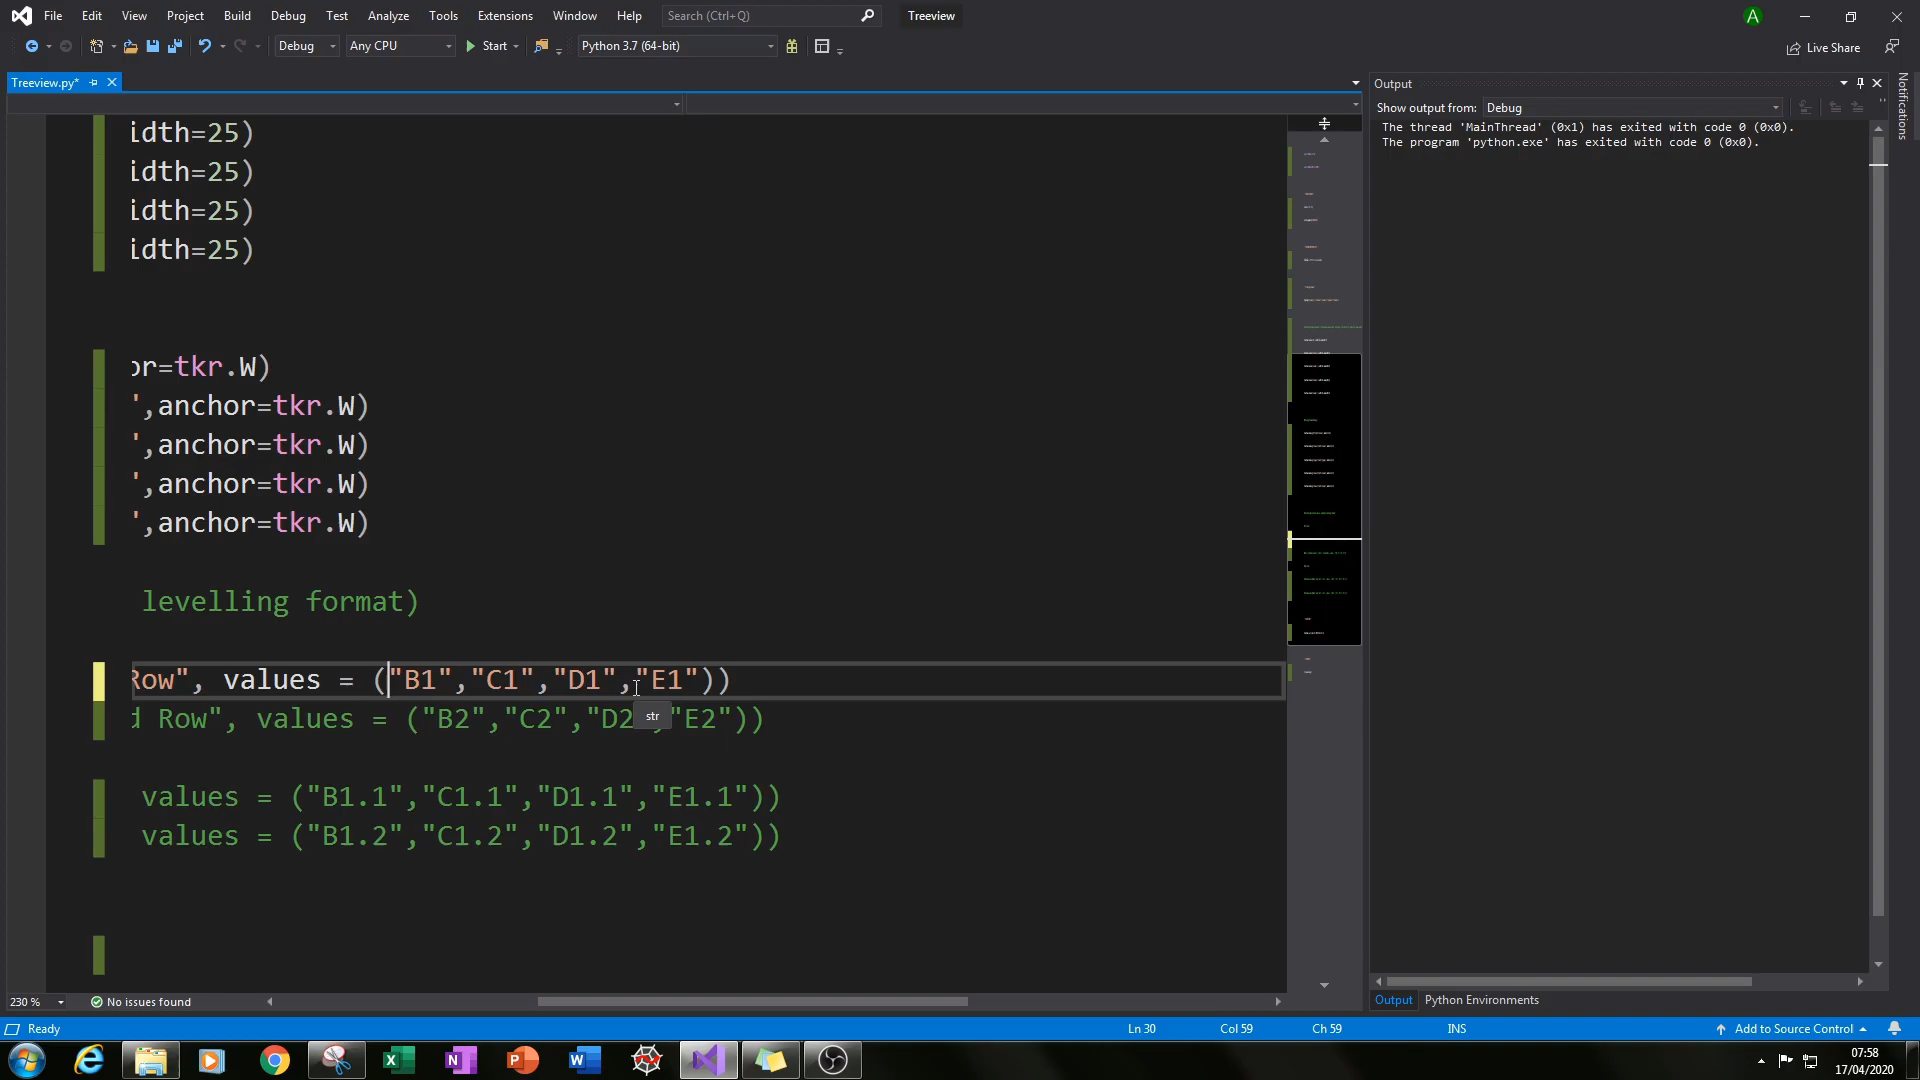 File Edit View Project Build Debug Test Analyze Tools Extensions Window Help Search (Ctrl+Q) Treeview A
Debug Any CPU Start Python 3.7 (64-bit) Live Share
Treeview.py*
Output
Show output from: Debug
Notifications
The thread 'MainThread' (0x1) has exited with code 0 (0x0).
The program 'python.exe' has exited with code 0 (0x0).
idth=25)
idth=25)
idth=25)
idth=25)
or=tkr.W)
',anchor=tkr.W)
',anchor=tkr.W)
',anchor=tkr.W)
',anchor=tkr.W)
levelling format)
Row", values = ("B1","C1","D1","E1"))
d Row", values = ("B2","C2","D2 ,"E2"))
str
values = ("B1.1","C1.1","D1.1","E1.1"))
values = ("B1.2","C1.2","D1.2","E1.2"))
230 % No issues found
Output Python Environments
Ready Ln 30 Col 59 Ch 59 INS Add to Source Control
07:58
17/04/2020